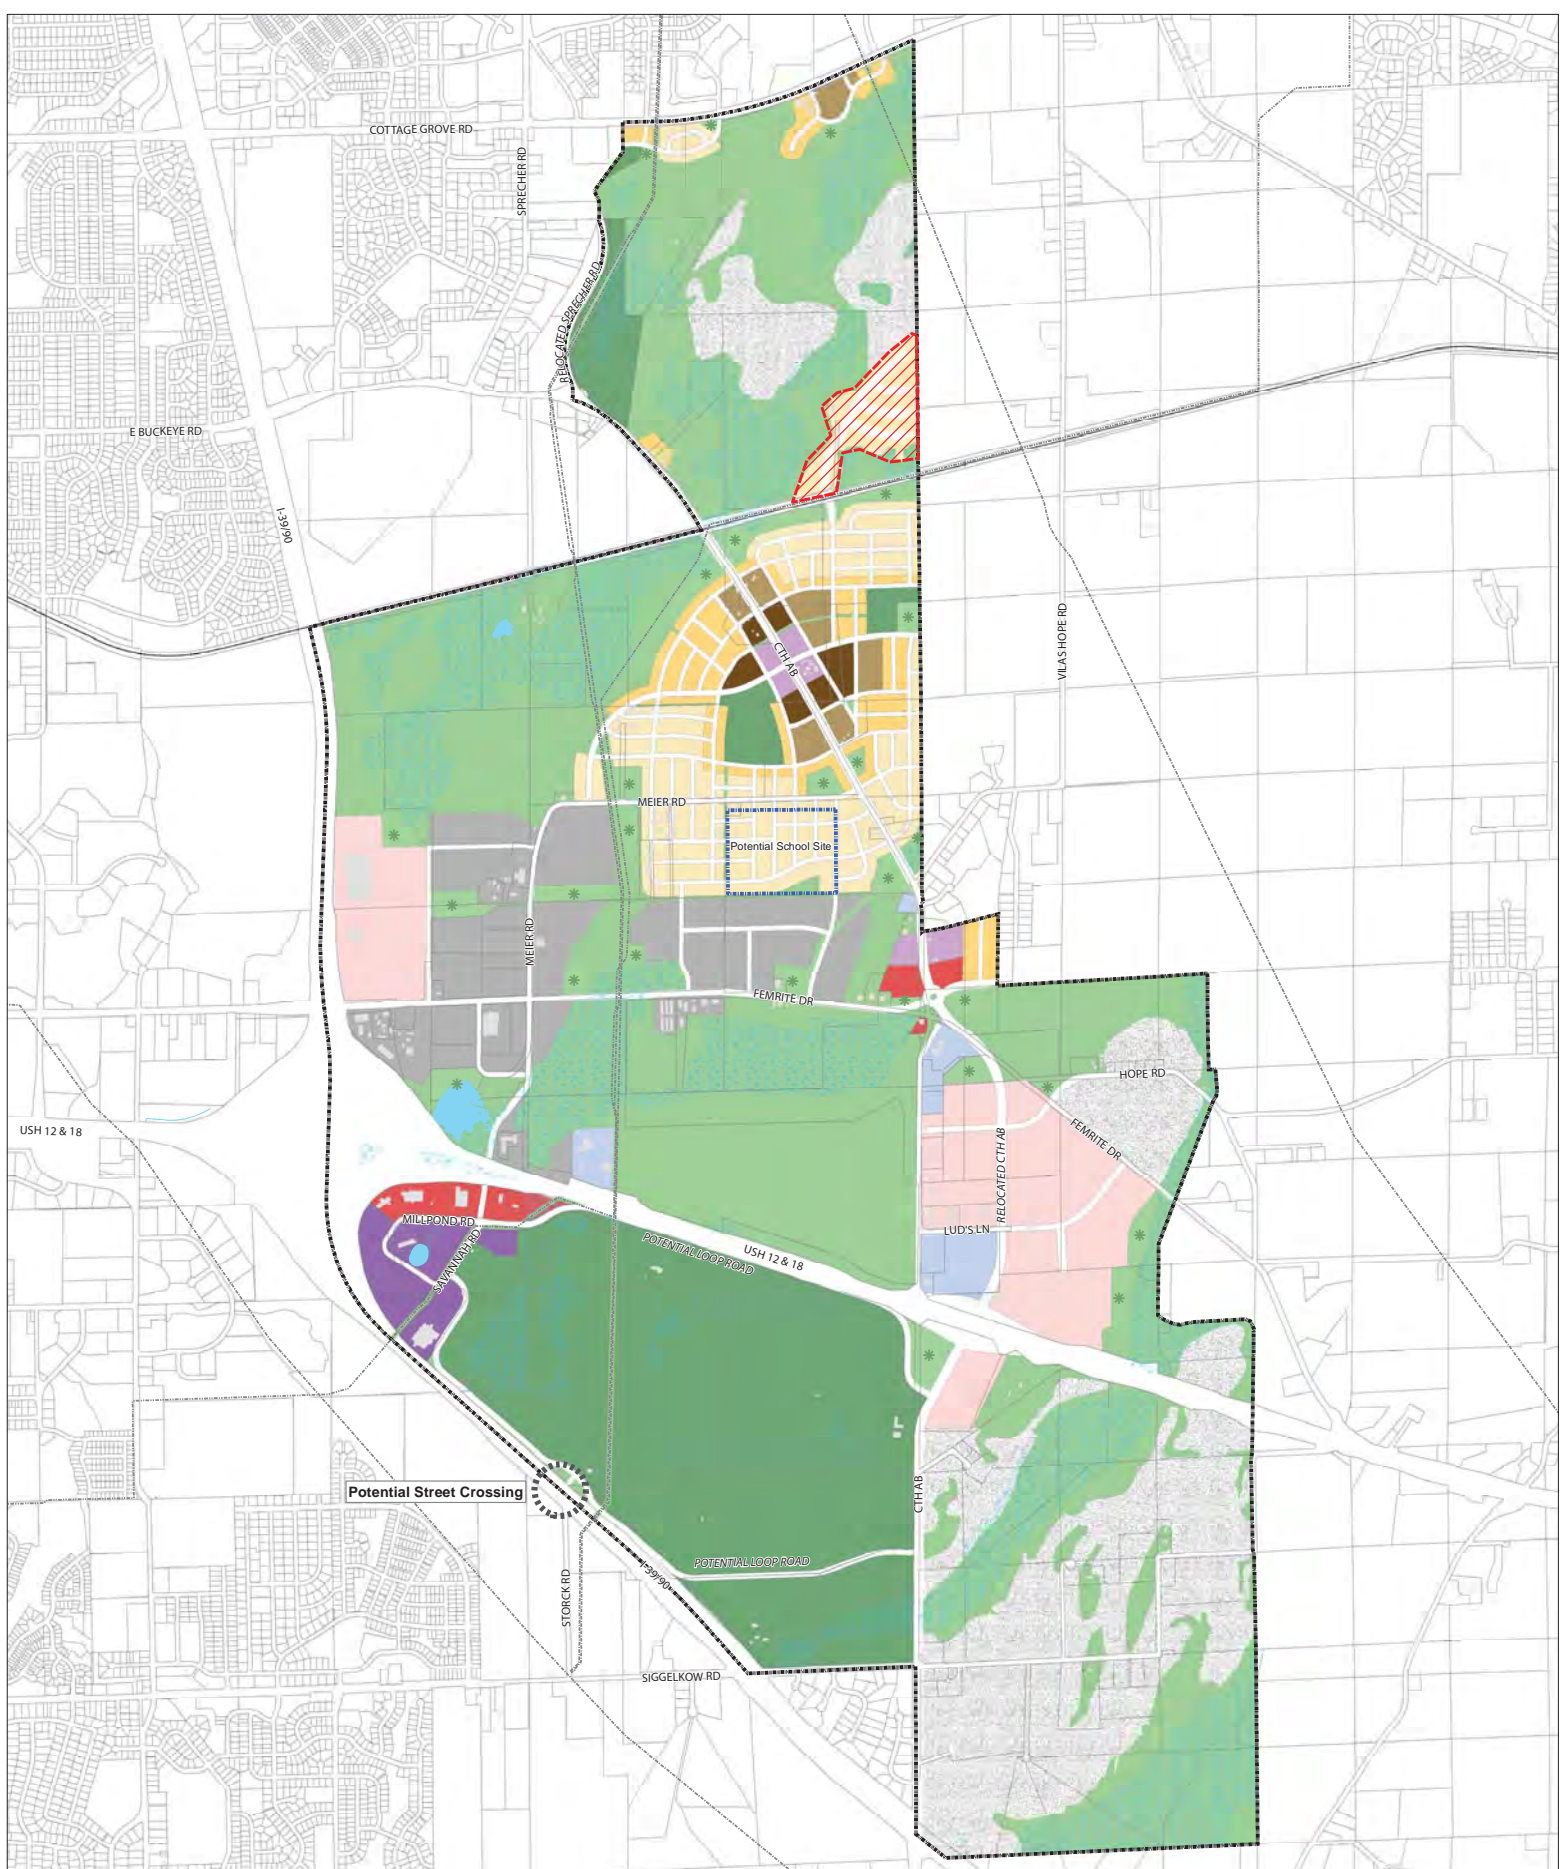 COTTAGE GROVE RD
SPRECHER RD
RELOCATED SPRECHER RD
E BUCKEYE RD
I-39/90
VILAS HOPE RD
CTH AB
MEIER RD
Potential School Site
MEIER RD
FEMRITE DR
HOPE RD
USH 12 & 18
FEMRITE DR
RELOCATED CTH AB
MILLPOND RD
LUD'S LN
SAVANNAH RD
POTENTIAL LOOP ROAD
USH 12 & 18
Potential Street Crossing
CTH AB
POTENTIAL LOOP ROAD
I-39/90
STORCK RD
SIGGELKOW RD